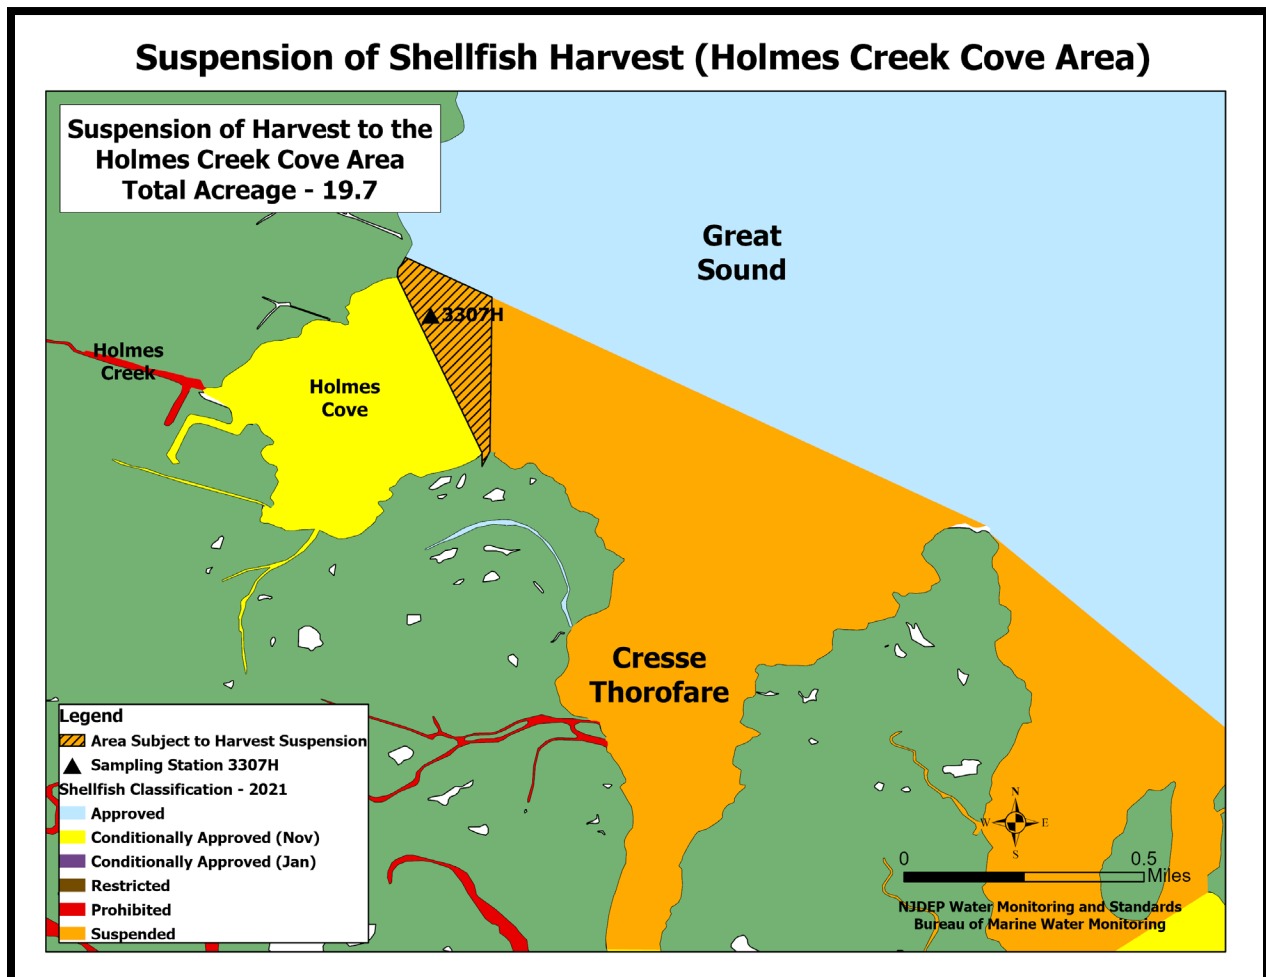 Suspension of Shellfish Harvest (Holmes Creek Cove Area)
Suspension of Harvest to the
Holmes Creek Cove Area
Total Acreage - 19.7
Great
Sound
3307H
Holmes
Creek
Holmes
Cove
Cresse
Thorofare
Legend
Area Subject to Harvest Suspension
Sampling Station 3307H
Shellfish Classification - 2021
Approved
Conditionally Approved (Nov)
Conditionally Approved (Jan)
Restricted
Prohibited
Suspended
N
W E
S
0 0.5
Miles
NJDEP Water Monitoring and Standards
Bureau of Marine Water Monitoring